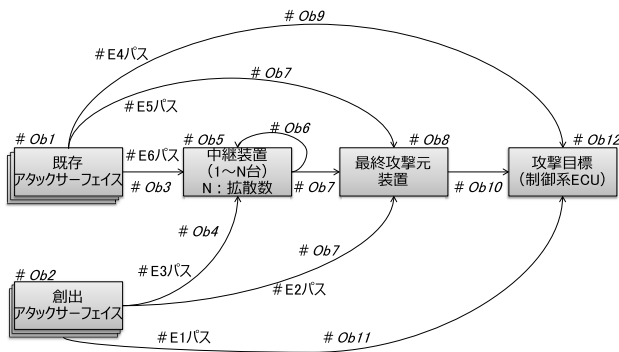 # Ob9
#E4パス
# Ob7
#E5パス
# Ob1
既存
アタックサーフェイス
#E6パス
# Ob3
# Ob5
# Ob6
中継装置
(1～N台)
N：拡散数
# Ob7
# Ob8
最終攻撃元
装置
# Ob10
# Ob12
攻撃目標
(制御系ECU)
# Ob4
# Ob2
創出
アタックサーフェイス
#E3パス
# Ob7
#E2パス
#E1パス
# Ob11